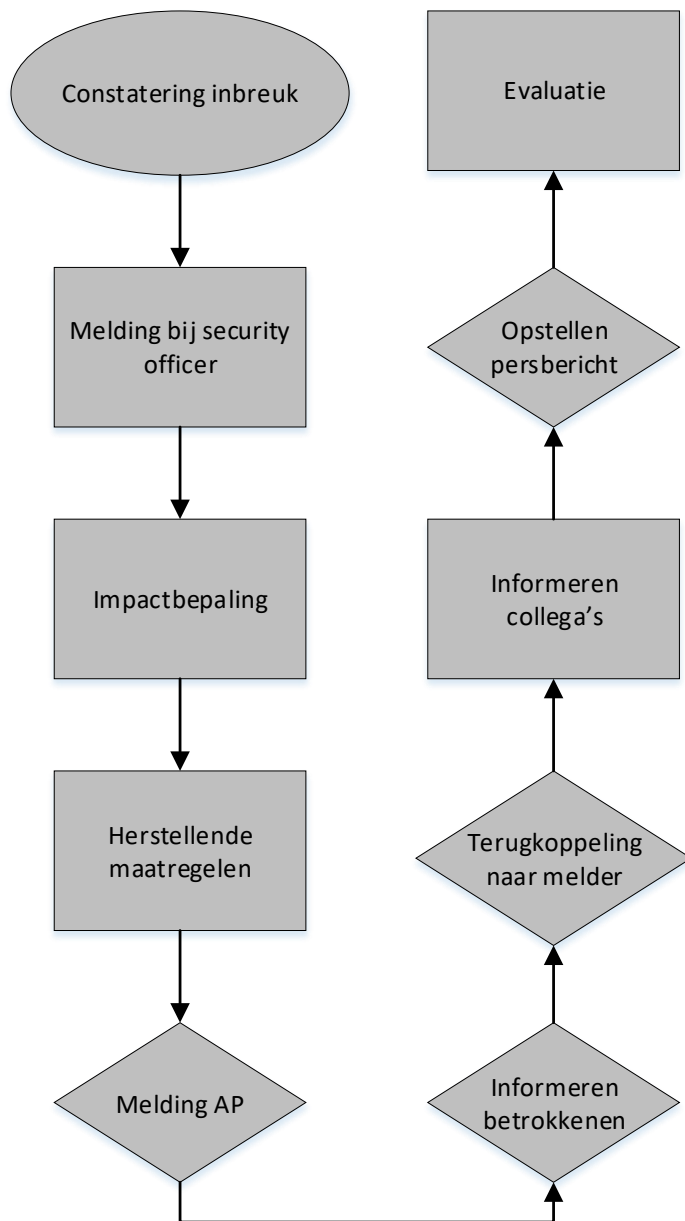 Constatering inbreuk
Melding bij security
officer
Impactbepaling
Herstellende
maatregelen
Melding AP
Informeren
betrokkenen
Terugkoppeling
naar melder
Informeren
collega’s
Opstellen
persbericht
Evaluatie